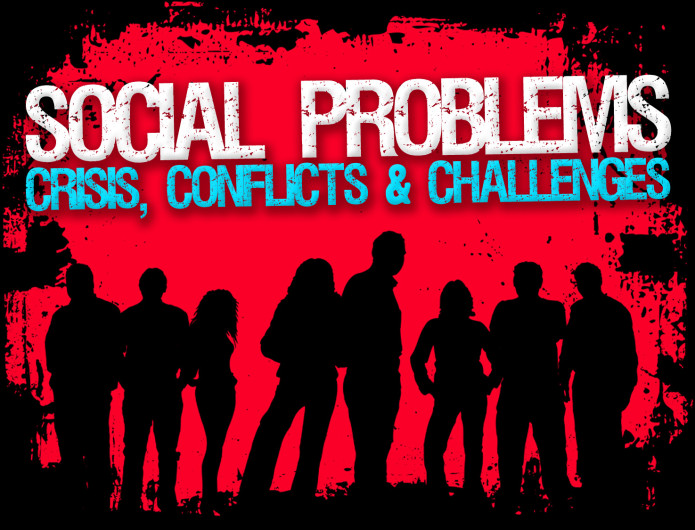 SOCIAL PROBLEMS
CRISIS, CONFLICTS & CHALLENGES